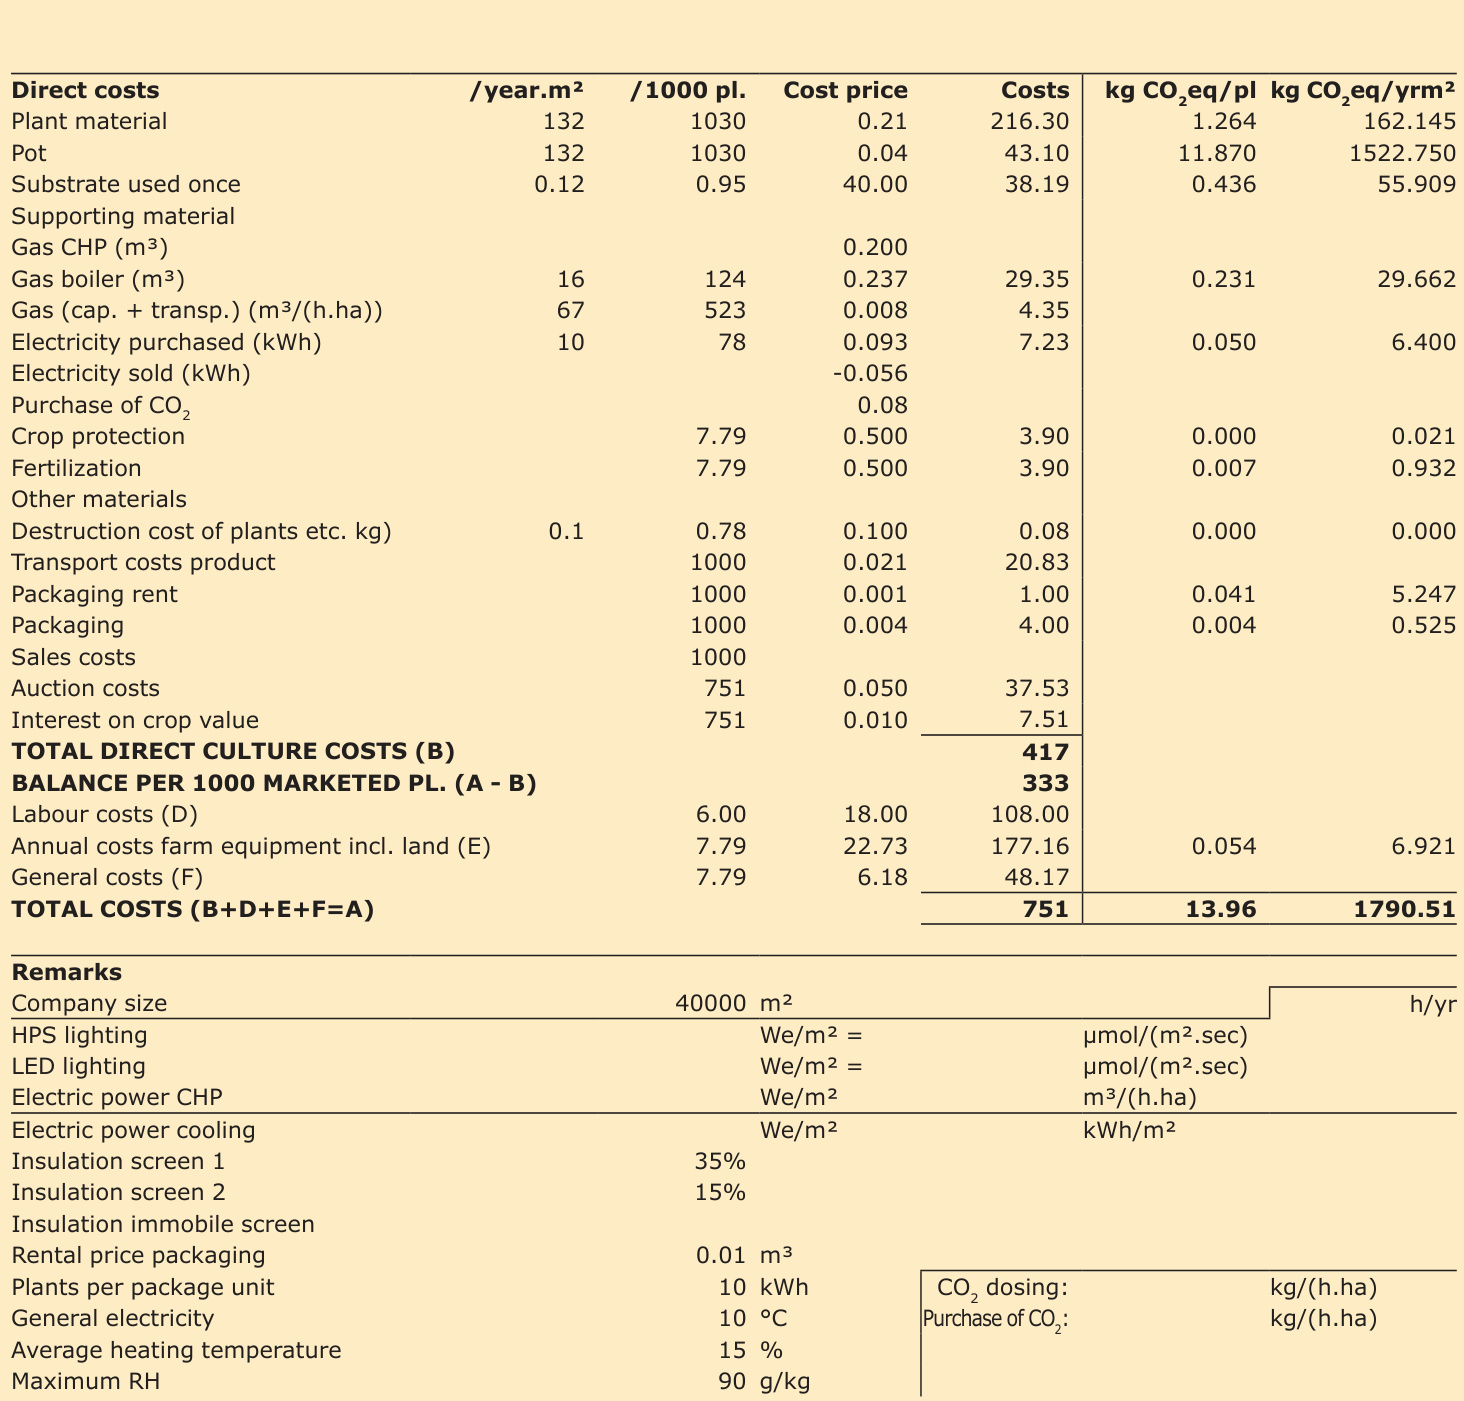 Direct costs /year.m² /1000 pl. Cost price Costs kg CO₂eq/pl kg CO₂eq/yrm²
Plant material 132 1030 0.21 216.30 1.264 162.145
Pot 132 1030 0.04 43.10 11.870 1522.750
Substrate used once 0.12 0.95 40.00 38.19 0.436 55.909
Supporting material
Gas CHP (m³) 0.200
Gas boiler (m³) 16 124 0.237 29.35 0.231 29.662
Gas (cap. + transp.) (m³/(h.ha)) 67 523 0.008 4.35
Electricity purchased (kWh) 10 78 0.093 7.23 0.050 6.400
Electricity sold (kWh) -0.056
Purchase of CO₂ 0.08
Crop protection 7.79 0.500 3.90 0.000 0.021
Fertilization 7.79 0.500 3.90 0.007 0.932
Other materials
Destruction cost of plants etc. kg) 0.1 0.78 0.100 0.08 0.000 0.000
Transport costs product 1000 0.021 20.83
Packaging rent 1000 0.001 1.00 0.041 5.247
Packaging 1000 0.004 4.00 0.004 0.525
Sales costs 1000
Auction costs 751 0.050 37.53
Interest on crop value 751 0.010 7.51
TOTAL DIRECT CULTURE COSTS (B) 417
BALANCE PER 1000 MARKETED PL. (A - B) 333
Labour costs (D) 6.00 18.00 108.00
Annual costs farm equipment incl. land (E) 7.79 22.73 177.16 0.054 6.921
General costs (F) 7.79 6.18 48.17
TOTAL COSTS (B+D+E+F=A) 751 13.96 1790.51
Remarks
Company size 40000 m² h/yr
HPS lighting We/m² = µmol/(m².sec)
LED lighting We/m² = µmol/(m².sec)
Electric power CHP We/m² m³/(h.ha)
Electric power cooling We/m² kWh/m²
Insulation screen 1 35%
Insulation screen 2 15%
Insulation immobile screen
Rental price packaging 0.01 m³
Plants per package unit 10 kWh CO₂ dosing: kg/(h.ha)
General electricity 10 °C Purchase of CO₂: kg/(h.ha)
Average heating temperature 15 %
Maximum RH 90 g/kg